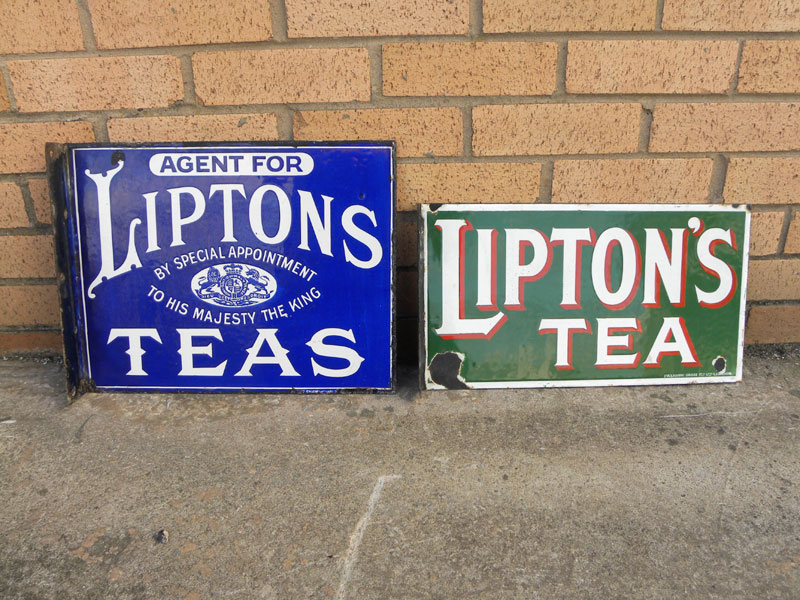 AGENT FOR
LIPTONS
BY SPECIAL APPOINTMENT
TO HIS MAJESTY THE KING
TEAS
LIPTON'S
TEA